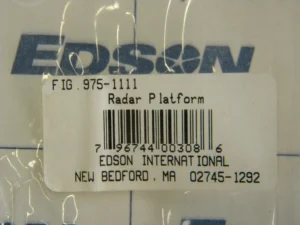 EDSON
FIG.975-1111
Radar Platform
7 96744 00308 6
EDSON INTERNATIONAL
NEW BEDFORD, MA 02745-1292